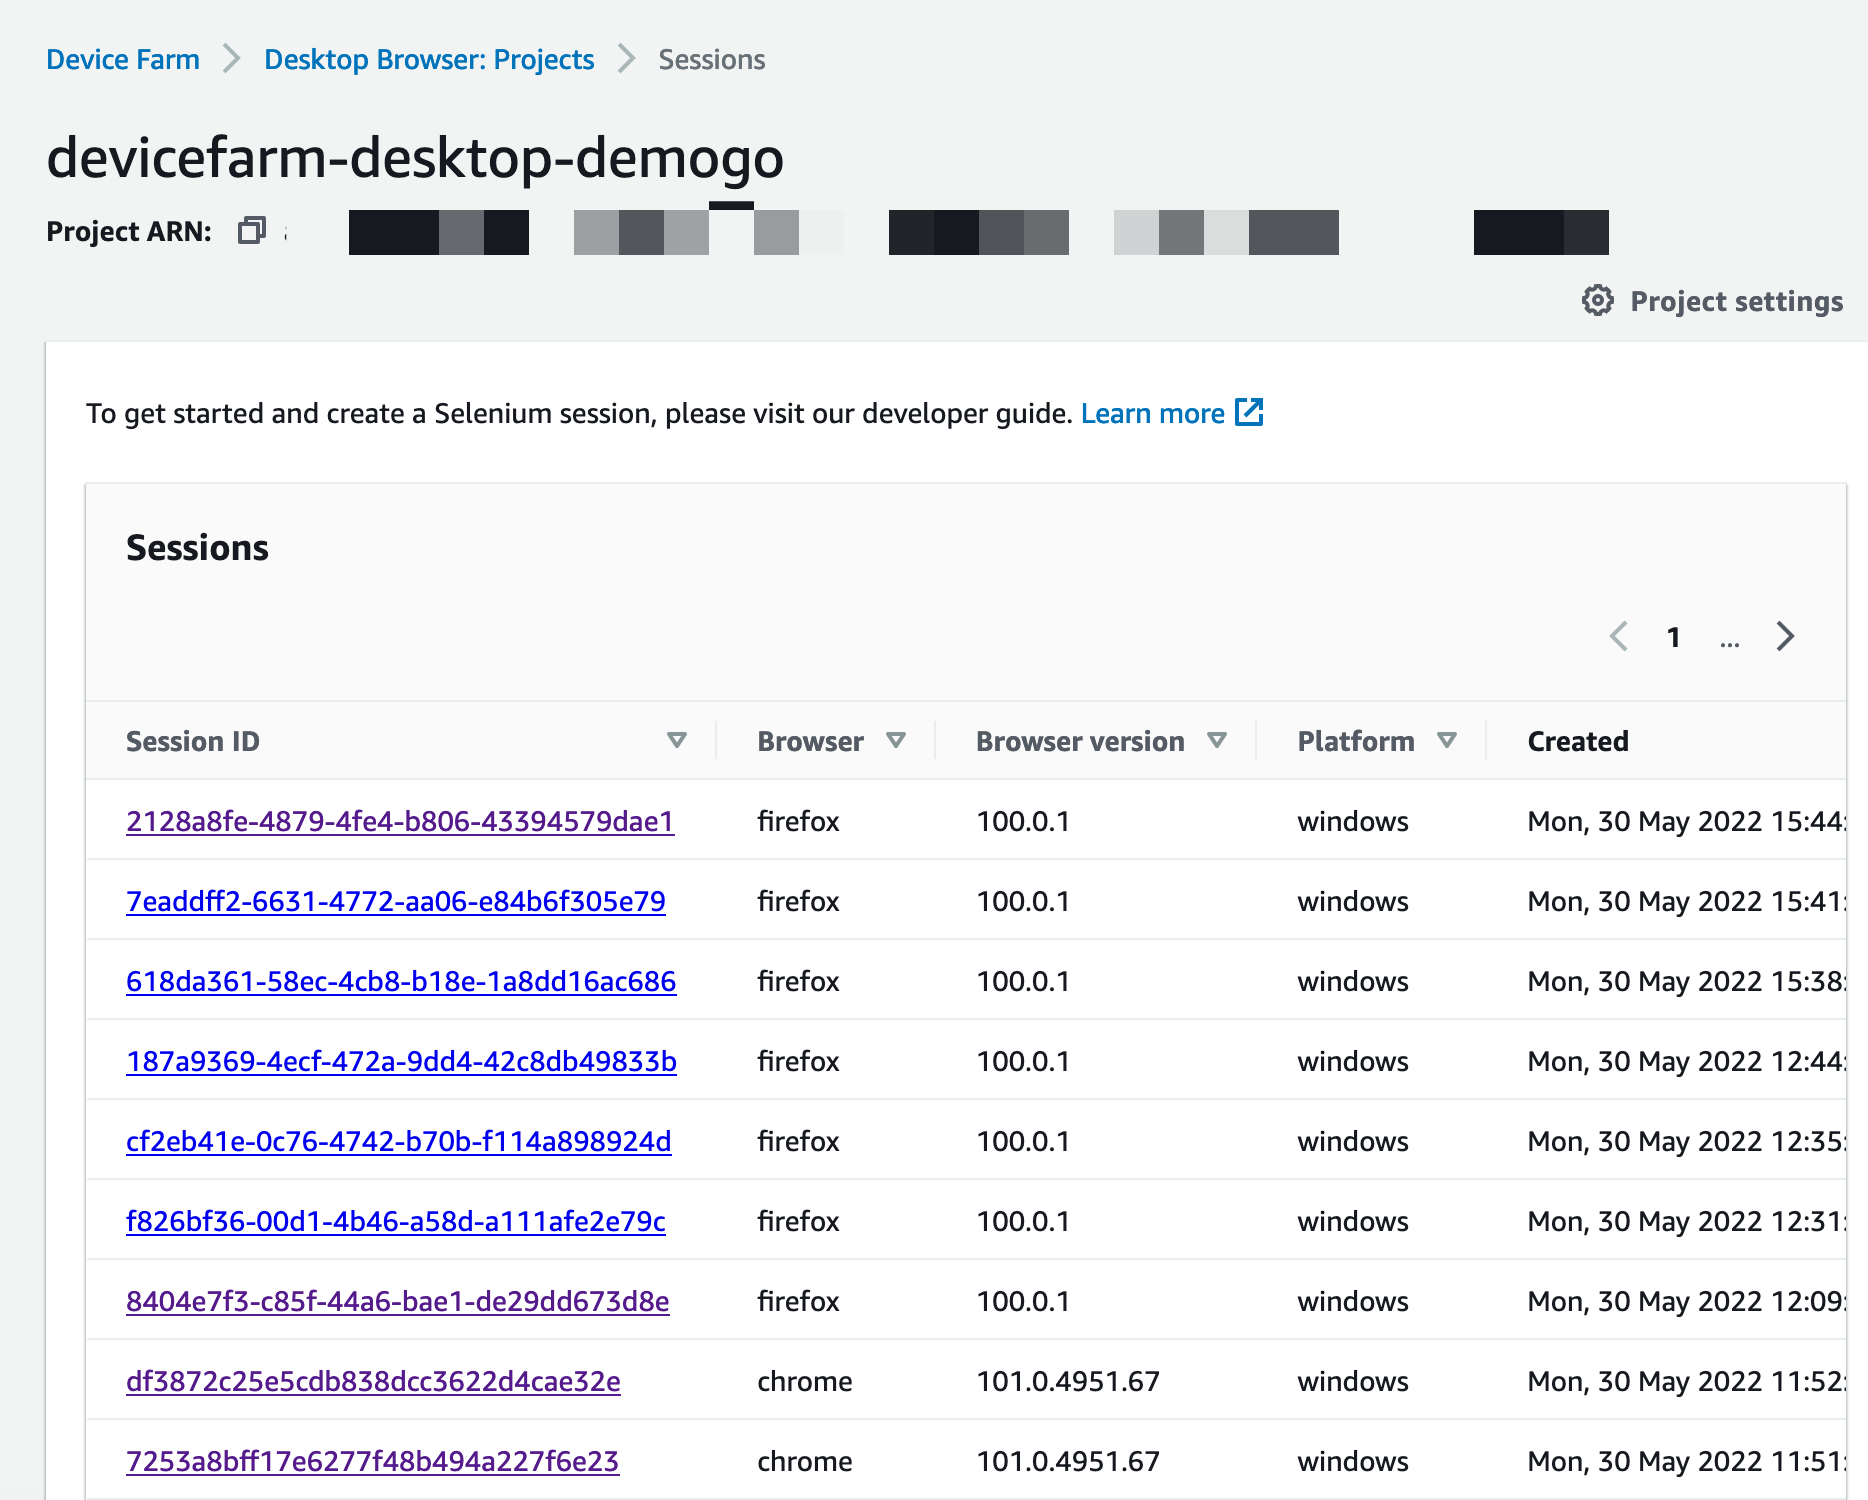 Device Farm > Desktop Browser: Projects > Sessions
devicefarm-desktop-demogo
Project ARN:
Project settings
To get started and create a Selenium session, please visit our developer guide. Learn more
Sessions
1 ...
Session ID Browser Browser version Platform Created
2128a8fe-4879-4fe4-b806-43394579dae1 firefox 100.0.1 windows Mon, 30 May 2022 15:44:
7eaddff2-6631-4772-aa06-e84b6f305e79 firefox 100.0.1 windows Mon, 30 May 2022 15:41:
618da361-58ec-4cb8-b18e-1a8dd16ac686 firefox 100.0.1 windows Mon, 30 May 2022 15:38:
187a9369-4ecf-472a-9dd4-42c8db49833b firefox 100.0.1 windows Mon, 30 May 2022 12:44:
cf2eb41e-0c76-4742-b70b-f114a898924d firefox 100.0.1 windows Mon, 30 May 2022 12:35:
f826bf36-00d1-4b46-a58d-a111afe2e79c firefox 100.0.1 windows Mon, 30 May 2022 12:31:
8404e7f3-c85f-44a6-bae1-de29dd673d8e firefox 100.0.1 windows Mon, 30 May 2022 12:09:
df3872c25e5cdb838dcc3622d4cae32e chrome 101.0.4951.67 windows Mon, 30 May 2022 11:52:
7253a8bff17e6277f48b494a227f6e23 chrome 101.0.4951.67 windows Mon, 30 May 2022 11:51: